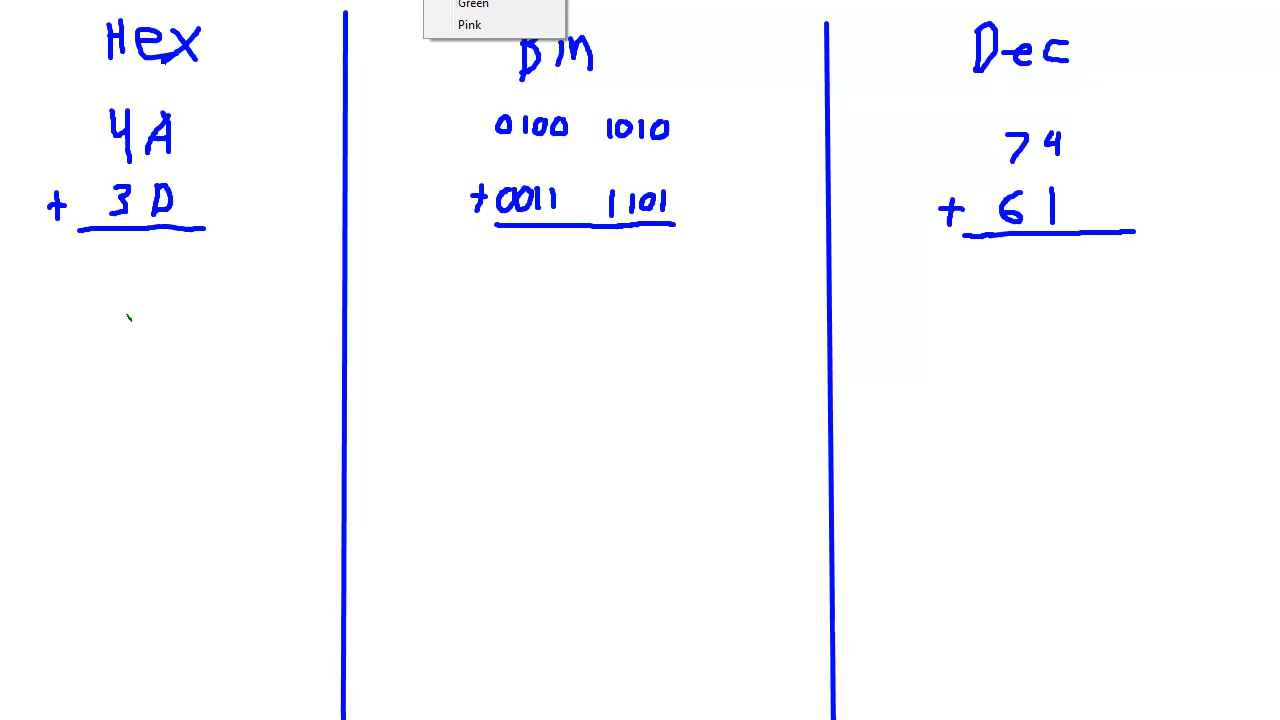 Green
Pink
Hex Bin Dec
4A 0100 1010 74
+ 3D +0011 1101 + 61